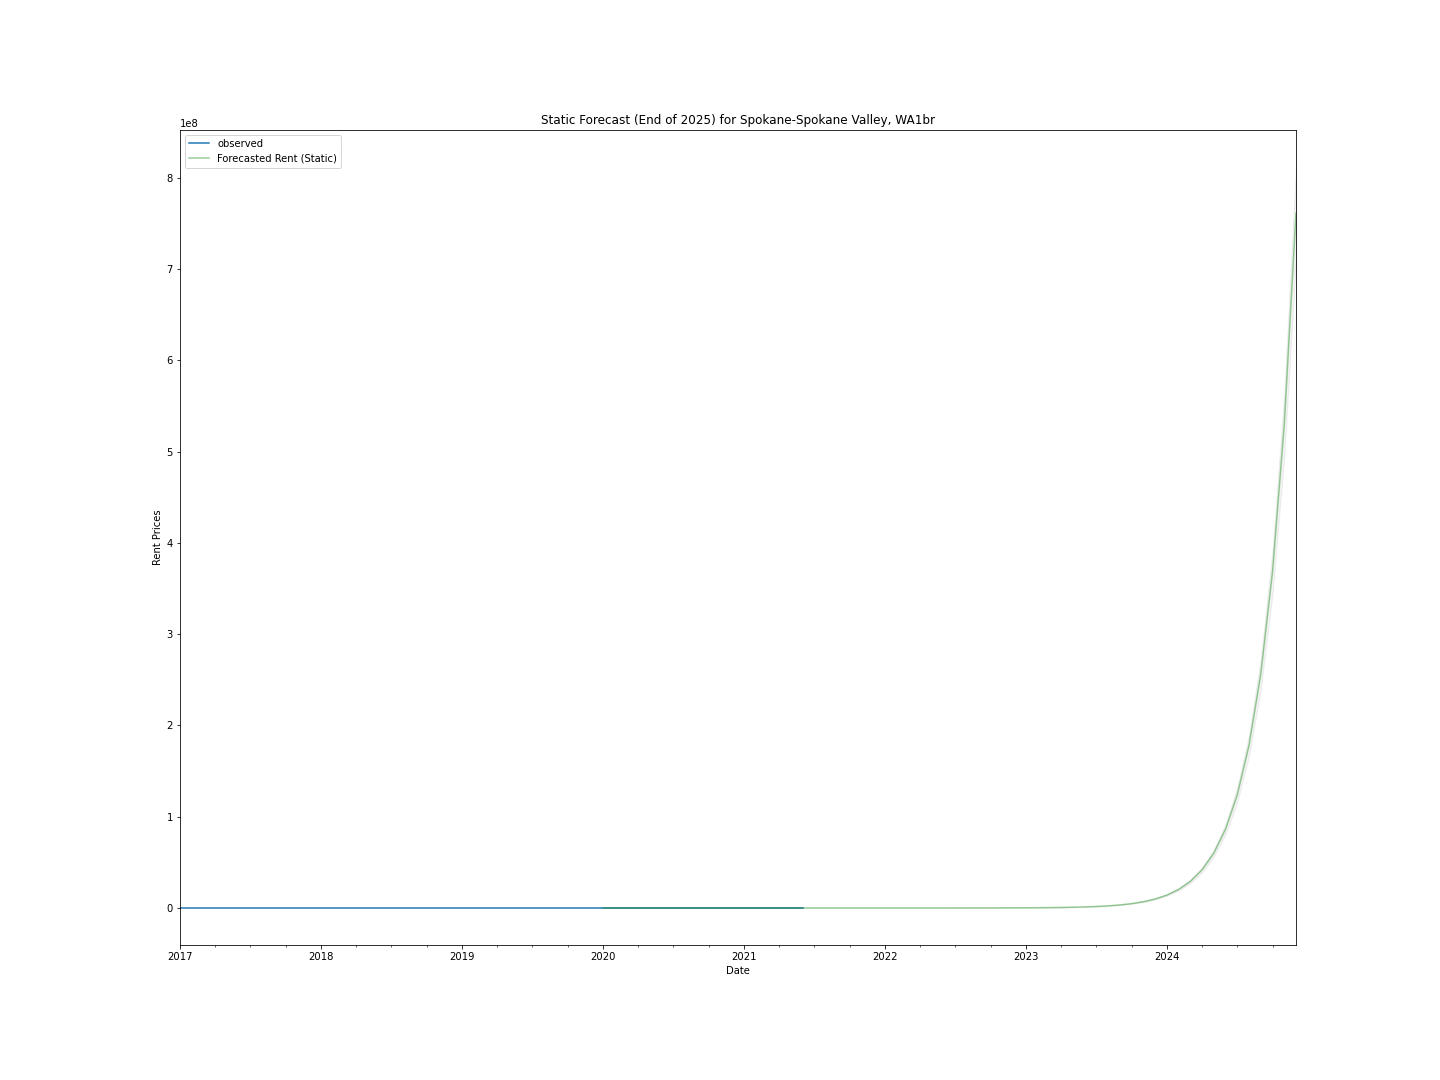 Static Forecast (End of 2025) for Spokane-Spokane Valley, WA1br
1e8
observed
Forecasted Rent (Static)
8
7
6
5
4
3
2
1
0
Rent Prices
2017 2018 2019 2020 2021 2022 2023 2024
Date